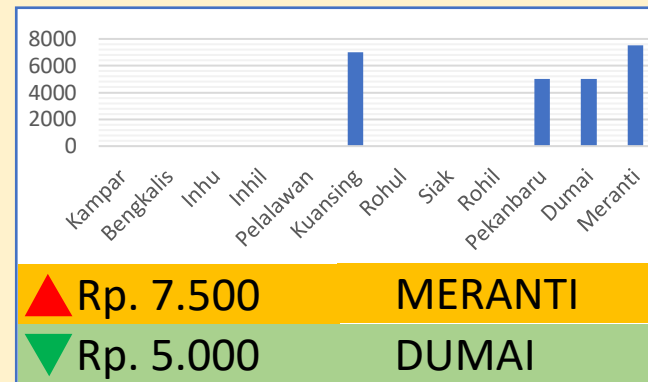 8000
6000
4000
2000
0
Kampar
Bengkalis
Inhu
Inhil
Pelalawan
Kuansing
Rohul
Siak
Rohil
Pekanbaru
Dumai
Meranti
Rp. 7.500 MERANTI
Rp. 5.000 DUMAI